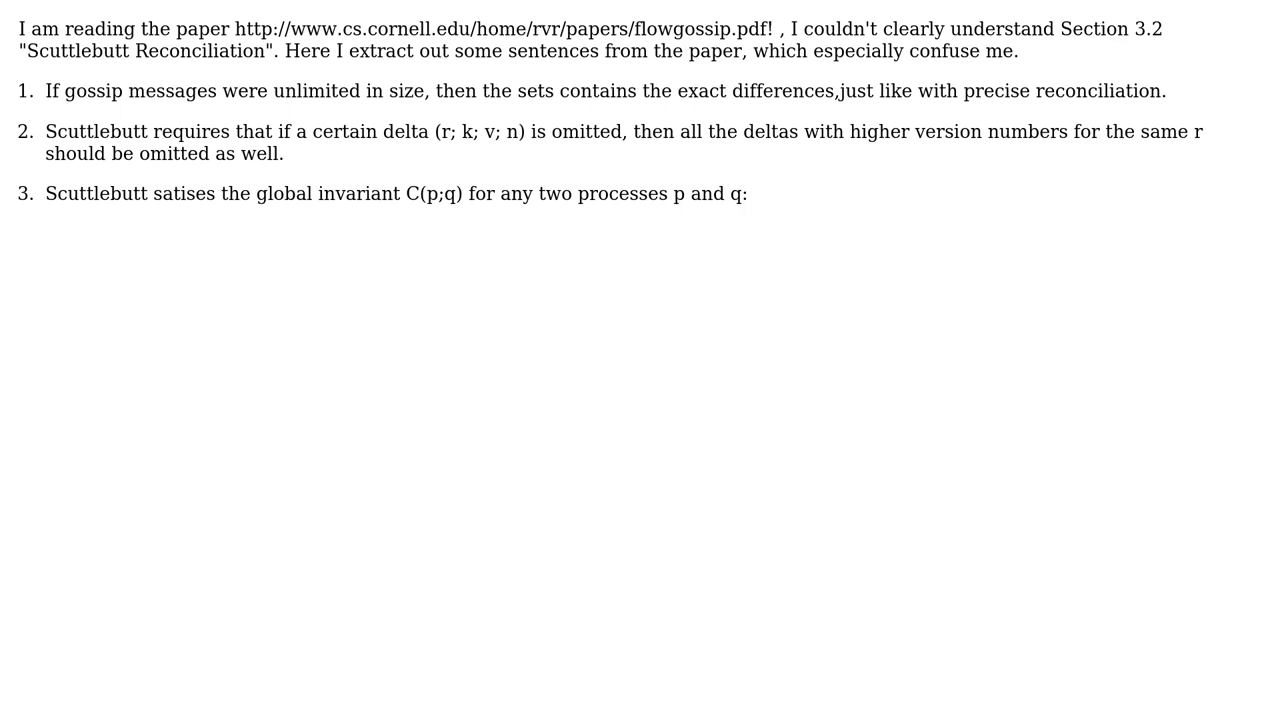 I am reading the paper http://www.cs.cornell.edu/home/rvr/papers/flowgossip.pdf! , I couldn't clearly understand Section 3.2
"Scuttlebutt Reconciliation". Here I extract out some sentences from the paper, which especially confuse me.
1. If gossip messages were unlimited in size, then the sets contains the exact differences,just like with precise reconciliation.
2. Scuttlebutt requires that if a certain delta (r; k; v; n) is omitted, then all the deltas with higher version numbers for the same r
should be omitted as well.
3. Scuttlebutt satises the global invariant C(p;q) for any two processes p and q: